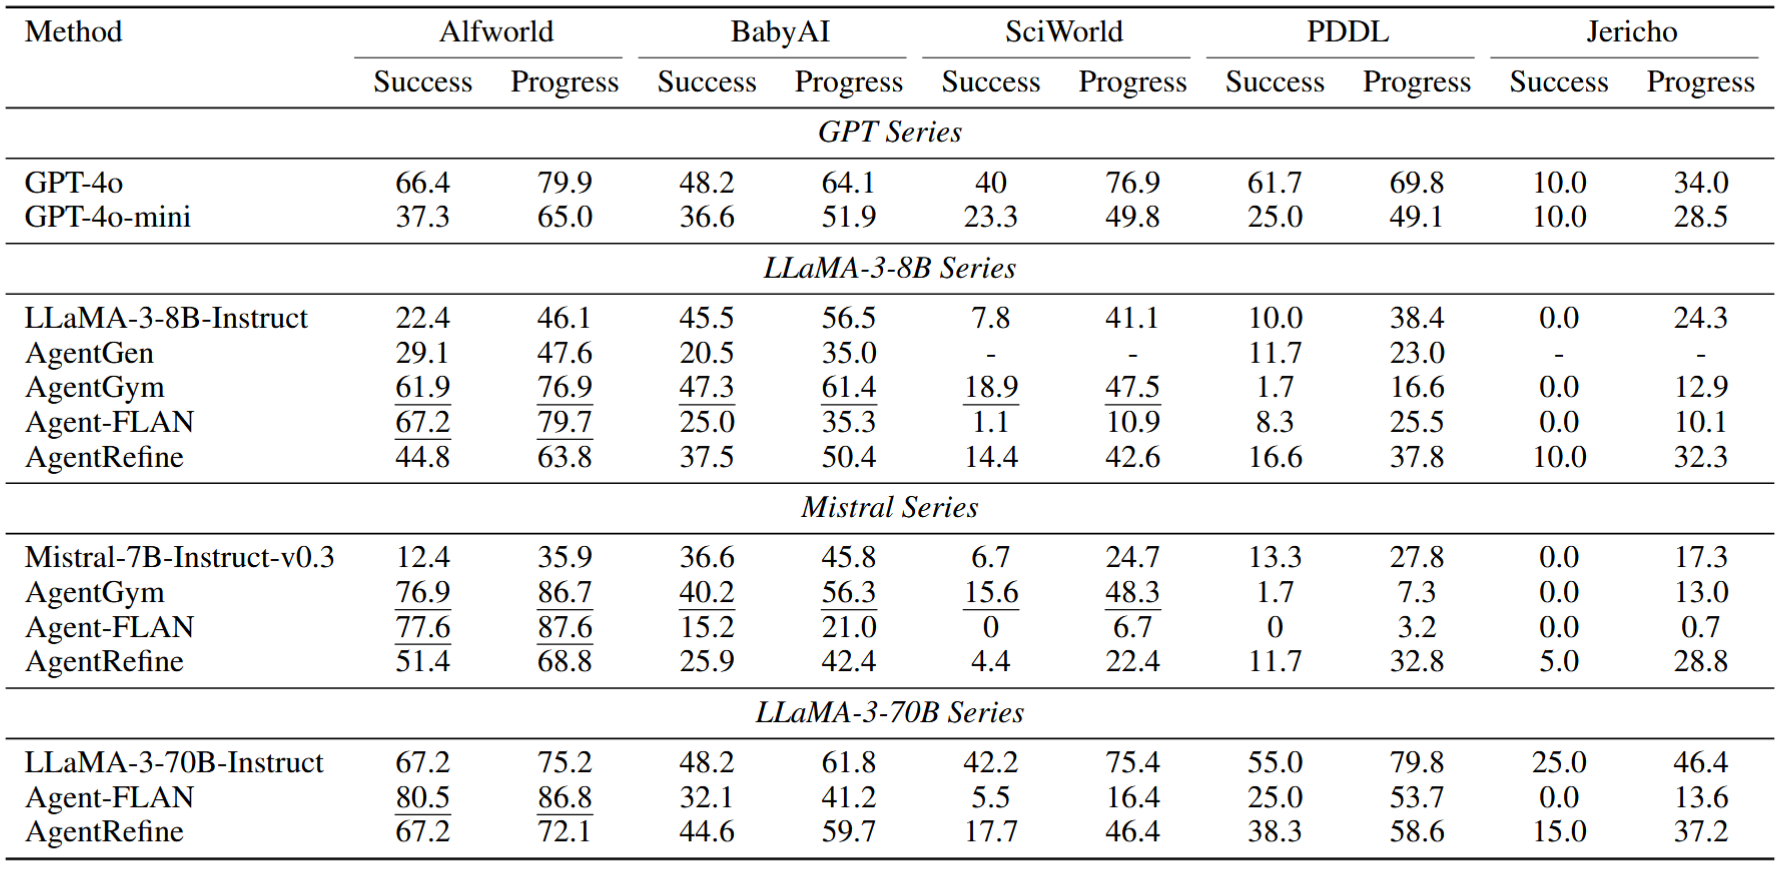 Method Alfworld BabyAI SciWorld PDDL Jericho
Success Progress Success Progress Success Progress Success Progress Success Progress
GPT Series
GPT-4o 66.4 79.9 48.2 64.1 40 76.9 61.7 69.8 10.0 34.0
GPT-4o-mini 37.3 65.0 36.6 51.9 23.3 49.8 25.0 49.1 10.0 28.5
LLaMA-3-8B Series
LLaMA-3-8B-Instruct 22.4 46.1 45.5 56.5 7.8 41.1 10.0 38.4 0.0 24.3
AgentGen 29.1 47.6 20.5 35.0 - - 11.7 23.0 - -
AgentGym 61.9 76.9 47.3 61.4 18.9 47.5 1.7 16.6 0.0 12.9
Agent-FLAN 67.2 79.7 25.0 35.3 1.1 10.9 8.3 25.5 0.0 10.1
AgentRefine 44.8 63.8 37.5 50.4 14.4 42.6 16.6 37.8 10.0 32.3
Mistral Series
Mistral-7B-Instruct-v0.3 12.4 35.9 36.6 45.8 6.7 24.7 13.3 27.8 0.0 17.3
AgentGym 76.9 86.7 40.2 56.3 15.6 48.3 1.7 7.3 0.0 13.0
Agent-FLAN 77.6 87.6 15.2 21.0 0 6.7 0 3.2 0.0 0.7
AgentRefine 51.4 68.8 25.9 42.4 4.4 22.4 11.7 32.8 5.0 28.8
LLaMA-3-70B Series
LLaMA-3-70B-Instruct 67.2 75.2 48.2 61.8 42.2 75.4 55.0 79.8 25.0 46.4
Agent-FLAN 80.5 86.8 32.1 41.2 5.5 16.4 25.0 53.7 0.0 13.6
AgentRefine 67.2 72.1 44.6 59.7 17.7 46.4 38.3 58.6 15.0 37.2